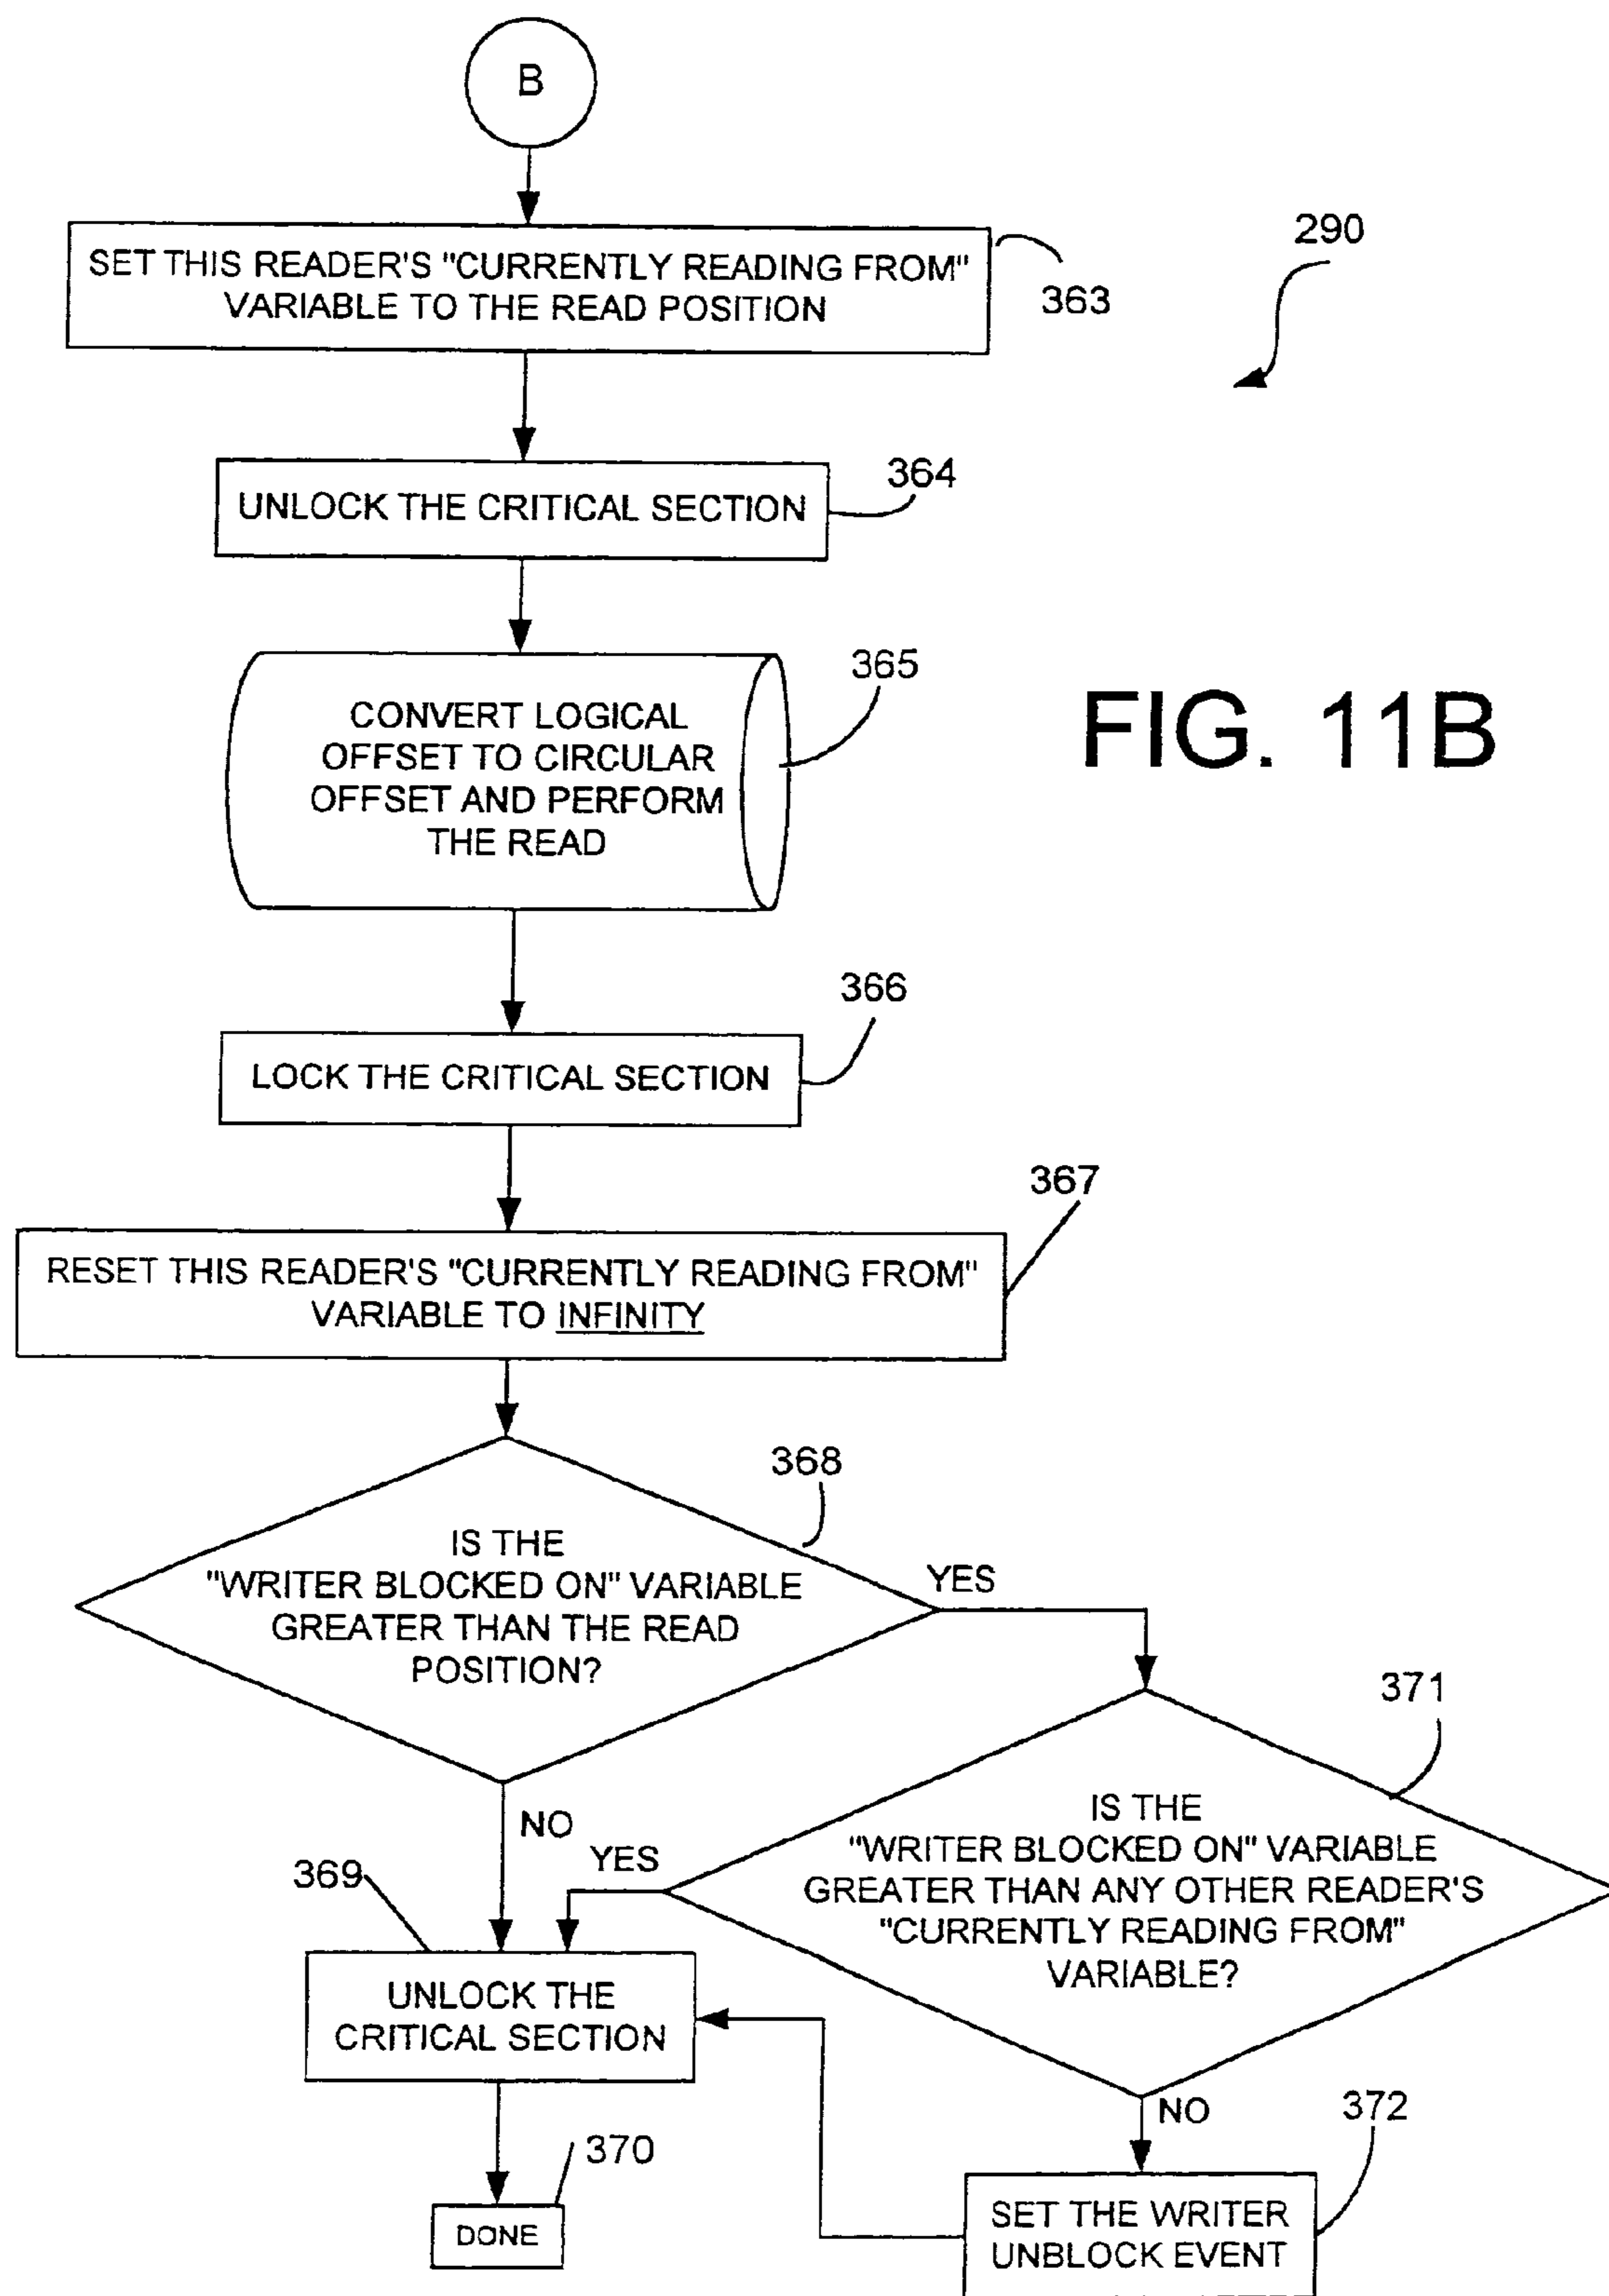 B
SET THIS READER'S "CURRENTLY READING FROM"
VARIABLE TO THE READ POSITION
363
290
UNLOCK THE CRITICAL SECTION
364
CONVERT LOGICAL
OFFSET TO CIRCULAR
OFFSET AND PERFORM
THE READ
365
FIG. 11B
LOCK THE CRITICAL SECTION
366
RESET THIS READER'S "CURRENTLY READING FROM"
VARIABLE TO INFINITY
367
IS THE
"WRITER BLOCKED ON" VARIABLE
GREATER THAN THE READ
POSITION?
368
YES
NO
IS THE
"WRITER BLOCKED ON" VARIABLE
GREATER THAN ANY OTHER READER'S
"CURRENTLY READING FROM"
VARIABLE?
371
YES
NO
369
UNLOCK THE
CRITICAL SECTION
370
DONE
SET THE WRITER
UNBLOCK EVENT
372